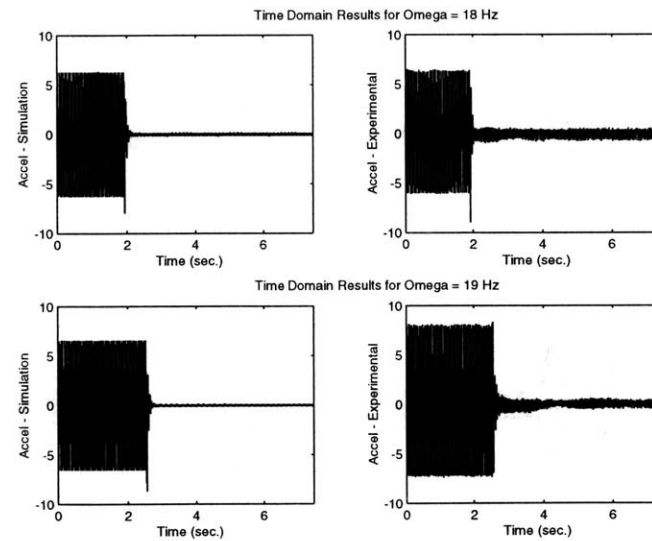 Time Domain Results for Omega = 18 Hz
10
5
0
-5
-10
Accel - Simulation
0 2 4 6
Time (sec.)
10
5
0
-5
-10
Accel - Experimental
0 2 4 6
Time (sec.)
Time Domain Results for Omega = 19 Hz
10
5
0
-5
-10
Accel - Simulation
0 2 4 6
Time (sec.)
10
5
0
-5
-10
Accel - Experimental
0 2 4 6
Time (sec.)